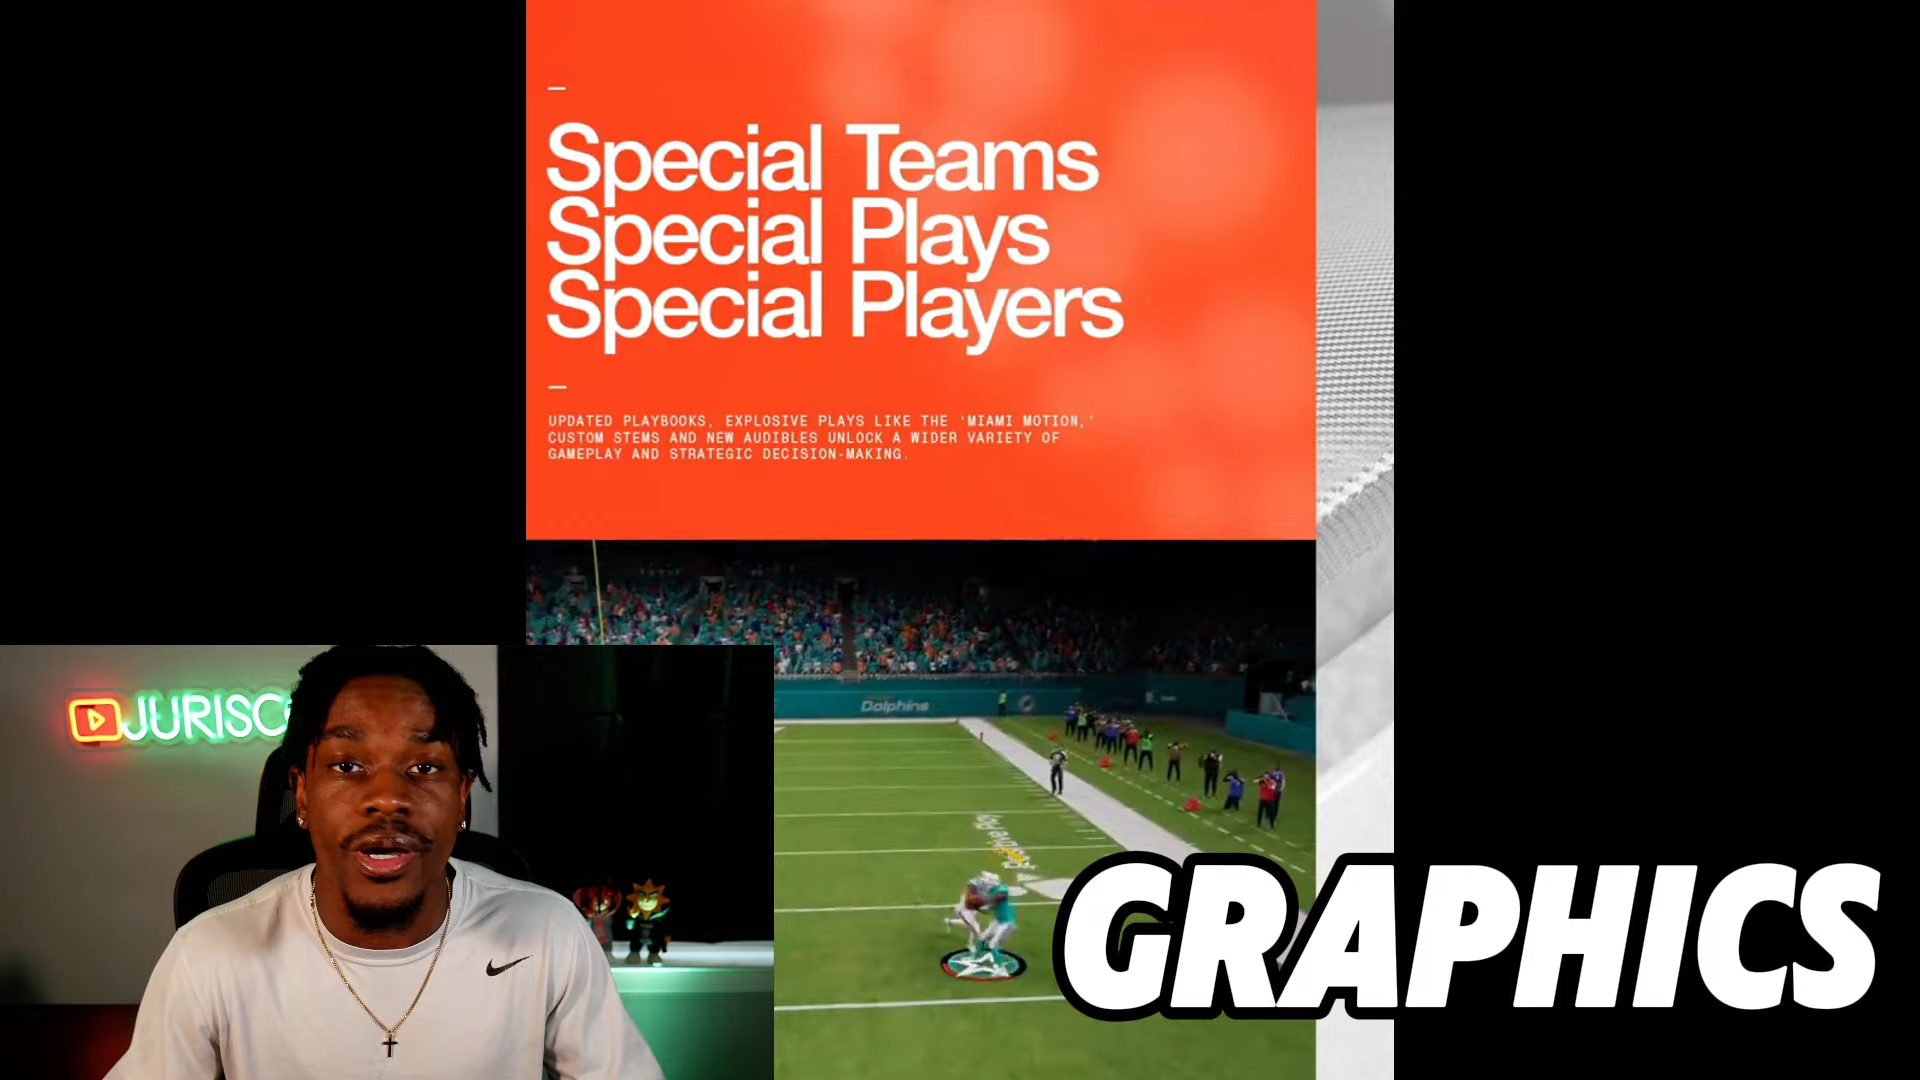 Special Teams
Special Plays
Special Players
UPDATED PLAYBOOKS, EXPLOSIVE PLAYS LIKE THE 'MIAMI MOTION,'
CUSTOM STEMS AND NEW AUDIBLES UNLOCK A WIDER VARIETY OF
GAMEPLAY AND STRATEGIC DECISION-MAKING.
Dolphins
JURISC
GRAPHICS